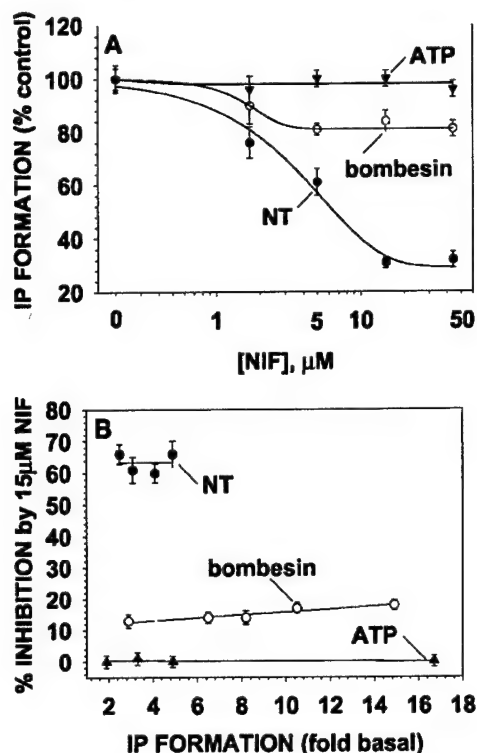 A
IP FORMATION (% control)
120
100
80
60
40
20
ATP
bombesin
NT
0 1 5 10 50
[NIF], μM
B
% INHIBITION by 15μM NIF
80
70
60
50
40
30
20
10
0
NT
bombesin
ATP
2 4 6 8 10 12 14 16 18
IP FORMATION (fold basal)